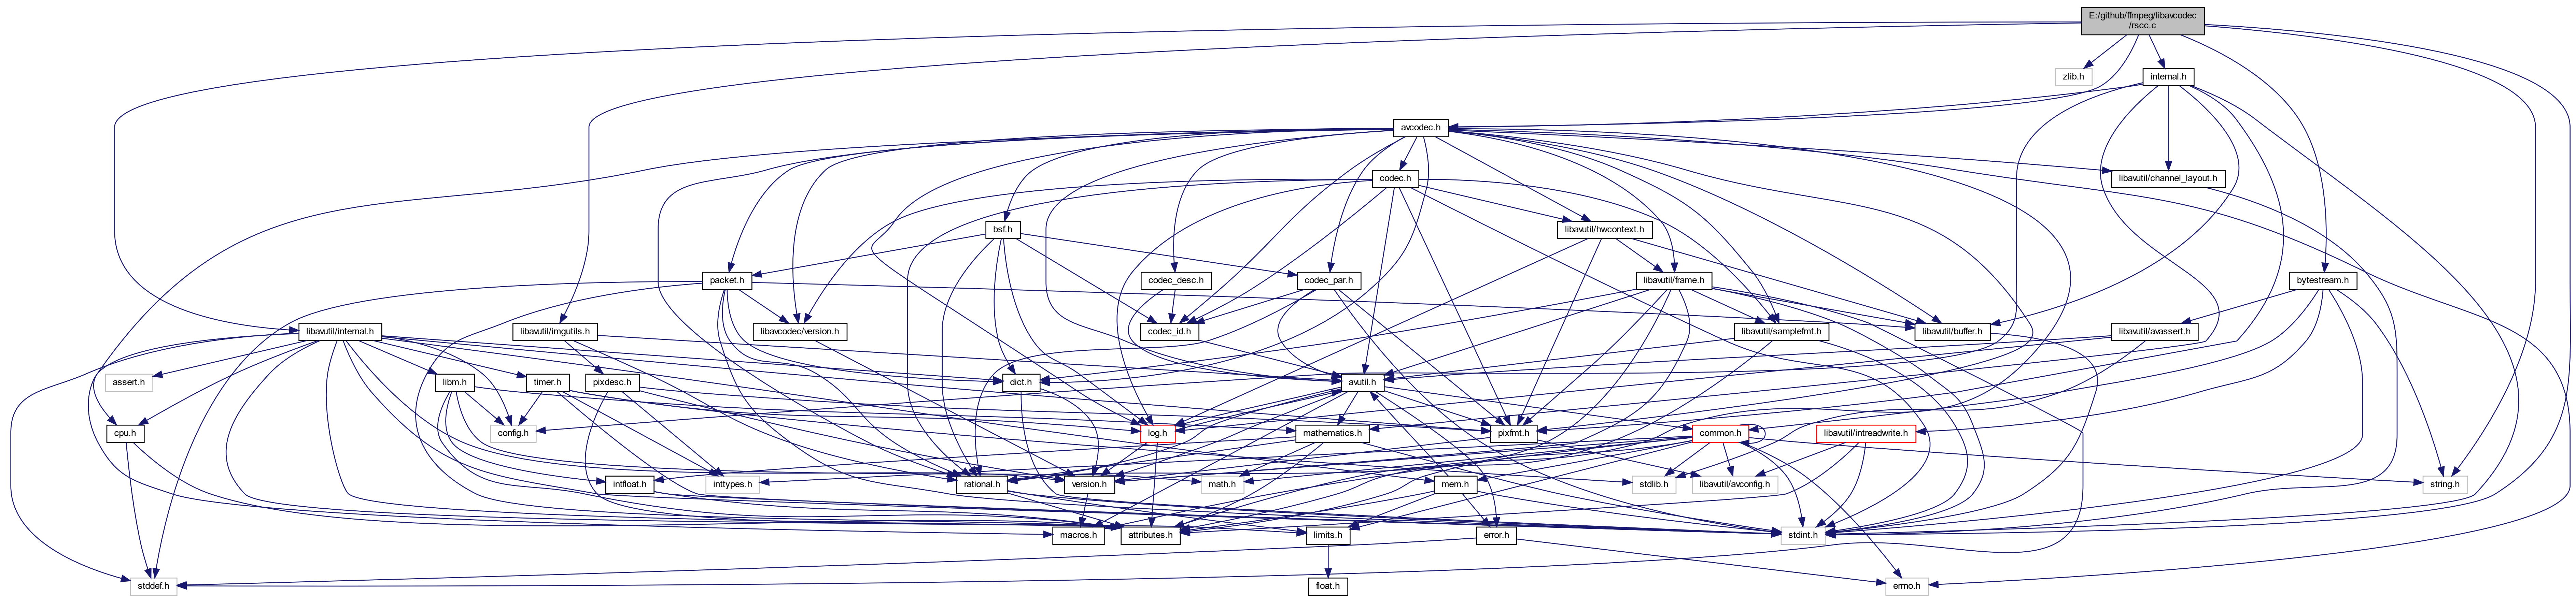 E:/github/ffmpeg/libavcodec
/rscc.c
zlib.h
internal.h
avcodec.h
codec.h
libavutil/channel_layout.h
bsf.h
libavutil/hwcontext.h
packet.h
codec_desc.h
codec_par.h
libavutil/frame.h
bytestream.h
libavutil/internal.h
libavutil/imgutils.h
libavcodec/version.h
codec_id.h
libavutil/samplefmt.h
libavutil/buffer.h
libavutil/avassert.h
assert.h
libm.h
timer.h
pixdesc.h
dict.h
avutil.h
cpu.h
config.h
log.h
mathematics.h
pixfmt.h
common.h
libavutil/intreadwrite.h
intfloat.h
inttypes.h
rational.h
version.h
math.h
mem.h
stdlib.h
libavutil/avconfig.h
string.h
macros.h
attributes.h
limits.h
error.h
stdint.h
stddef.h
float.h
errno.h